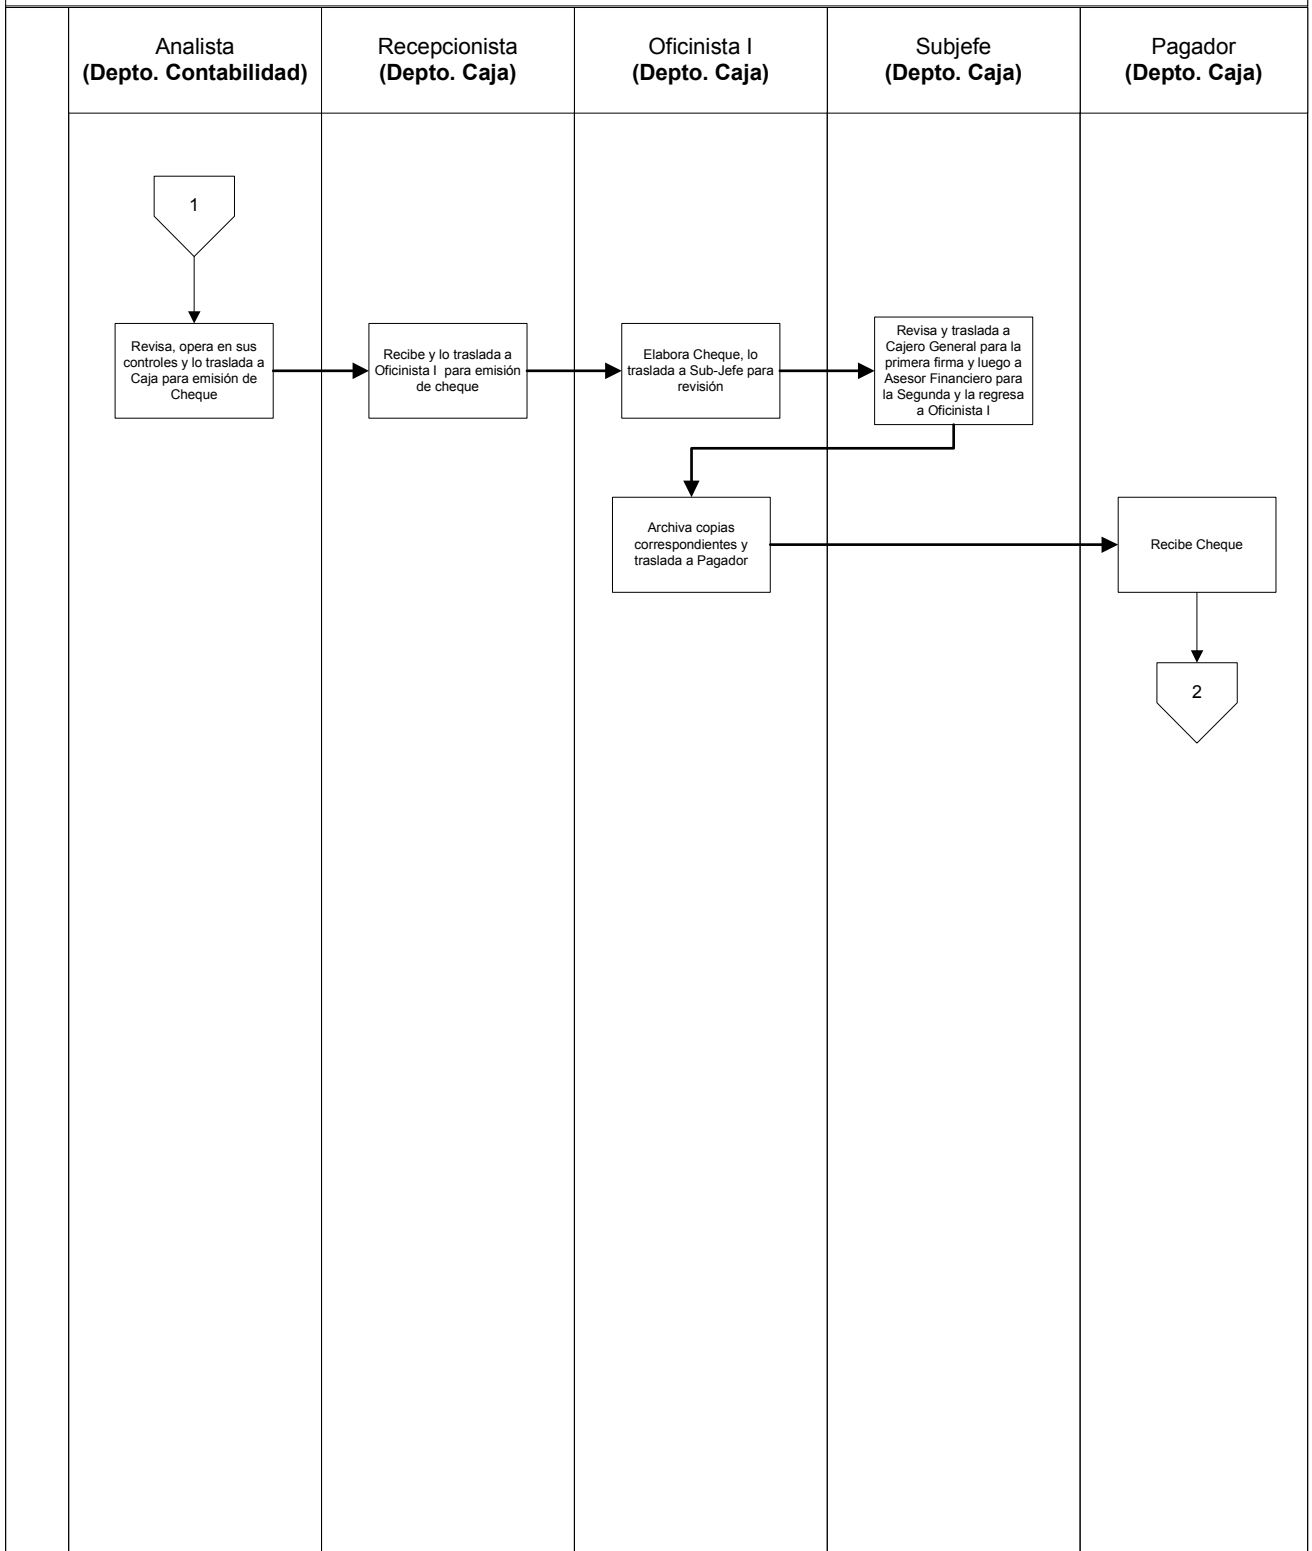 Analista
(Depto. Contabilidad)
Recepcionista
(Depto. Caja)
Oficinista I
(Depto. Caja)
Subjefe
(Depto. Caja)
Pagador
(Depto. Caja)
1
Revisa, opera en sus
controles y lo traslada a
Caja para emisión de
Cheque
Recibe y lo traslada a
Oficinista I para emisión
de cheque
Elabora Cheque, lo
traslada a Sub-Jefe para
revisión
Revisa y traslada a
Cajero General para la
primera firma y luego a
Asesor Financiero para
la Segunda y la regresa
a Oficinista I
Archiva copias
correspondientes y
traslada a Pagador
Recibe Cheque
2